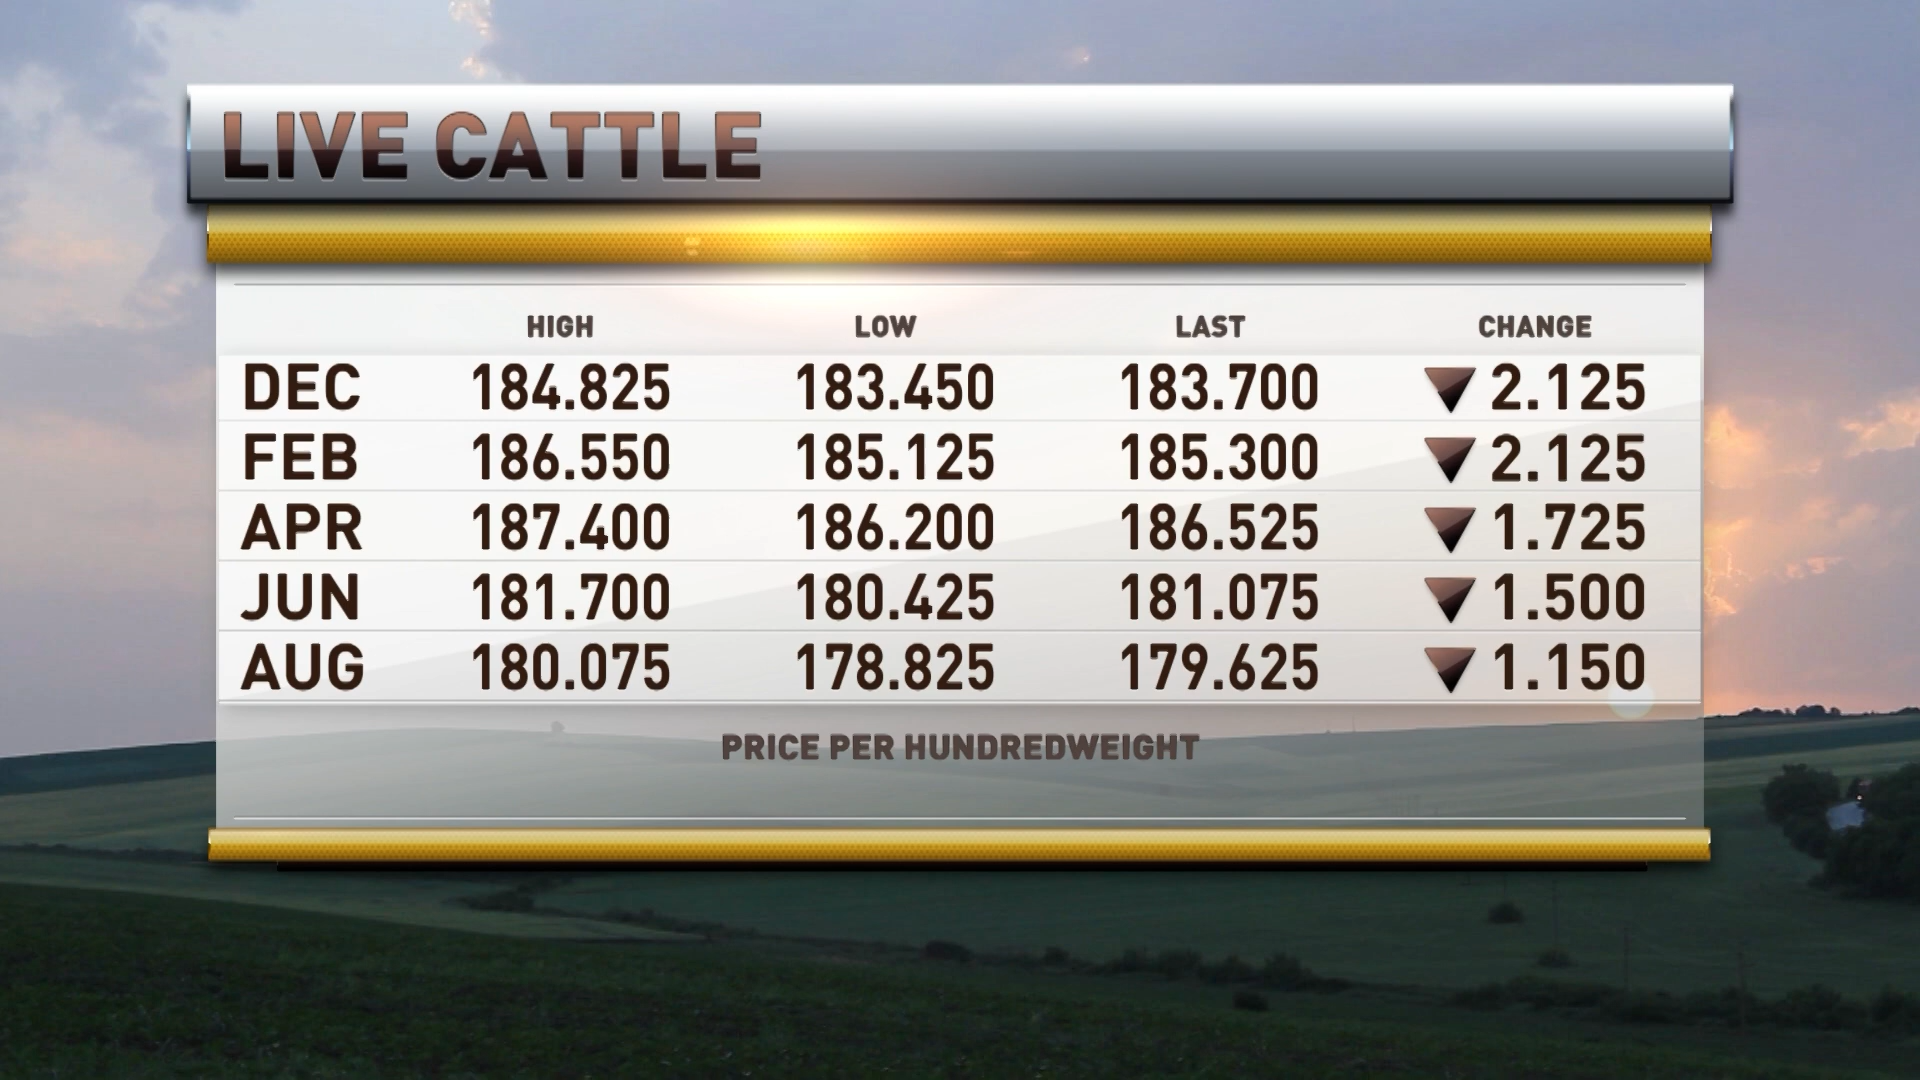 LIVE CATTLE
HIGH LOW LAST CHANGE
DEC 184.825 183.450 183.700 ▼ 2.125
FEB 186.550 185.125 185.300 ▼ 2.125
APR 187.400 186.200 186.525 ▼ 1.725
JUN 181.700 180.425 181.075 ▼ 1.500
AUG 180.075 178.825 179.625 ▼ 1.150
PRICE PER HUNDREDWEIGHT